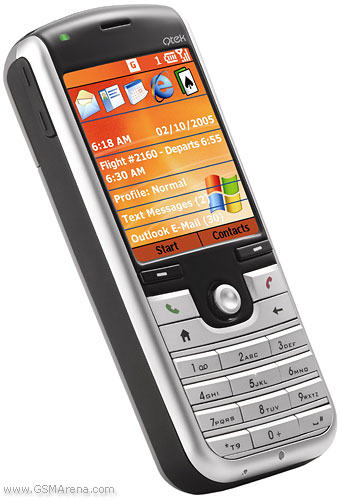 Qtek
G 1
6:18 AM 02/10/2005
Flight #2160 - Departs 6:55
6:30 AM
Profile: Normal
Text Messages (2)
Outlook E-Mail (30)
Start Contacts
1 2ABC 3DEF
4GHI 5JKL 6MNO
7PQRS 8TUV 9WXYZ
*T9 0+ #
www.GSMArena.com